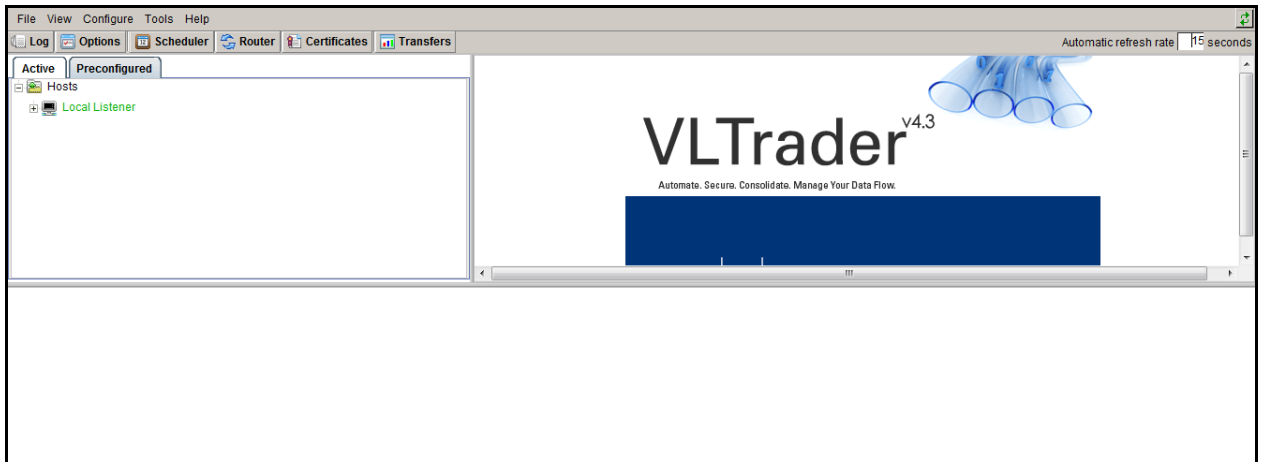 File View Configure Tools Help
Log Options Scheduler Router Certificates Transfers Automatic refresh rate 15 seconds
Active Preconfigured
Hosts
Local Listener
VLTrader v4.3
Automate. Secure. Consolidate. Manage Your Data Flow.